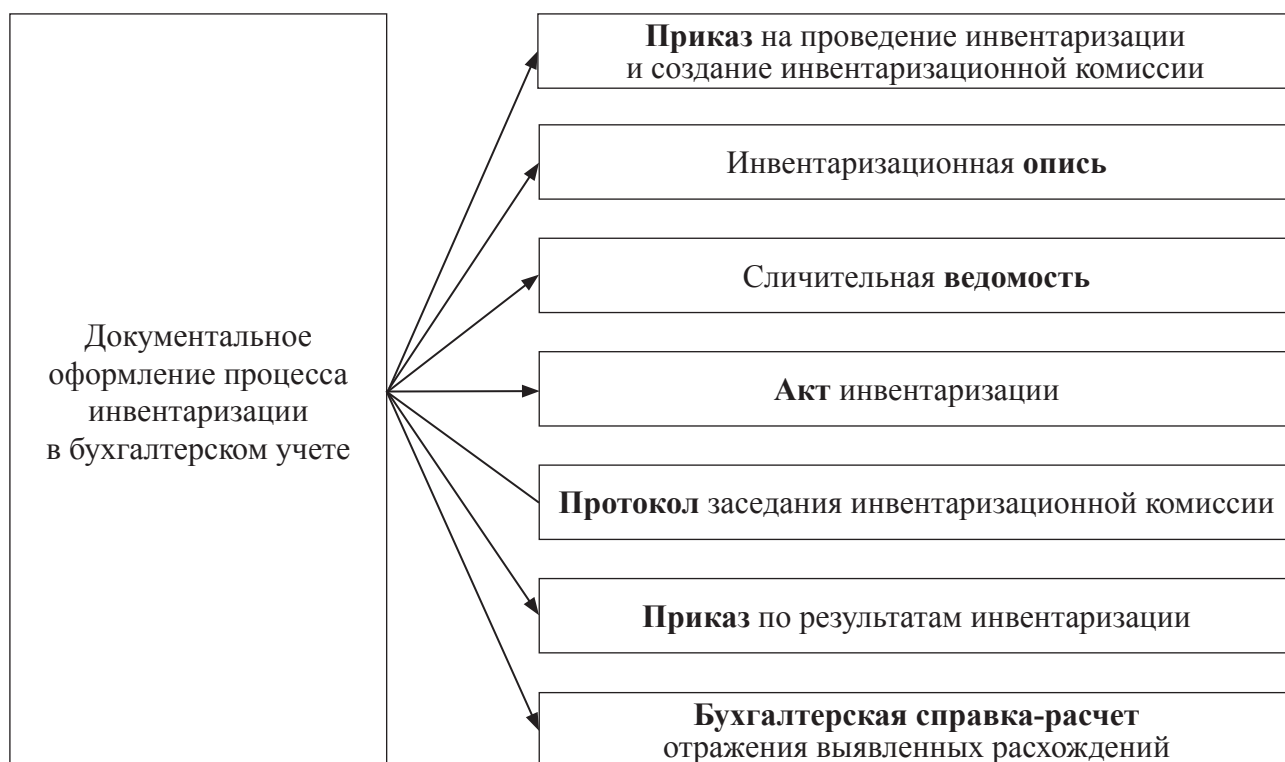 Документальное
оформление процесса
инвентаризации
в бухгалтерском учете
Приказ на проведение инвентаризации
и создание инвентаризационной комиссии
Инвентаризационная опись
Сличительная ведомость
Акт инвентаризации
Протокол заседания инвентаризационной комиссии
Приказ по результатам инвентаризации
Бухгалтерская справка-расчет
отражения выявленных расхождений